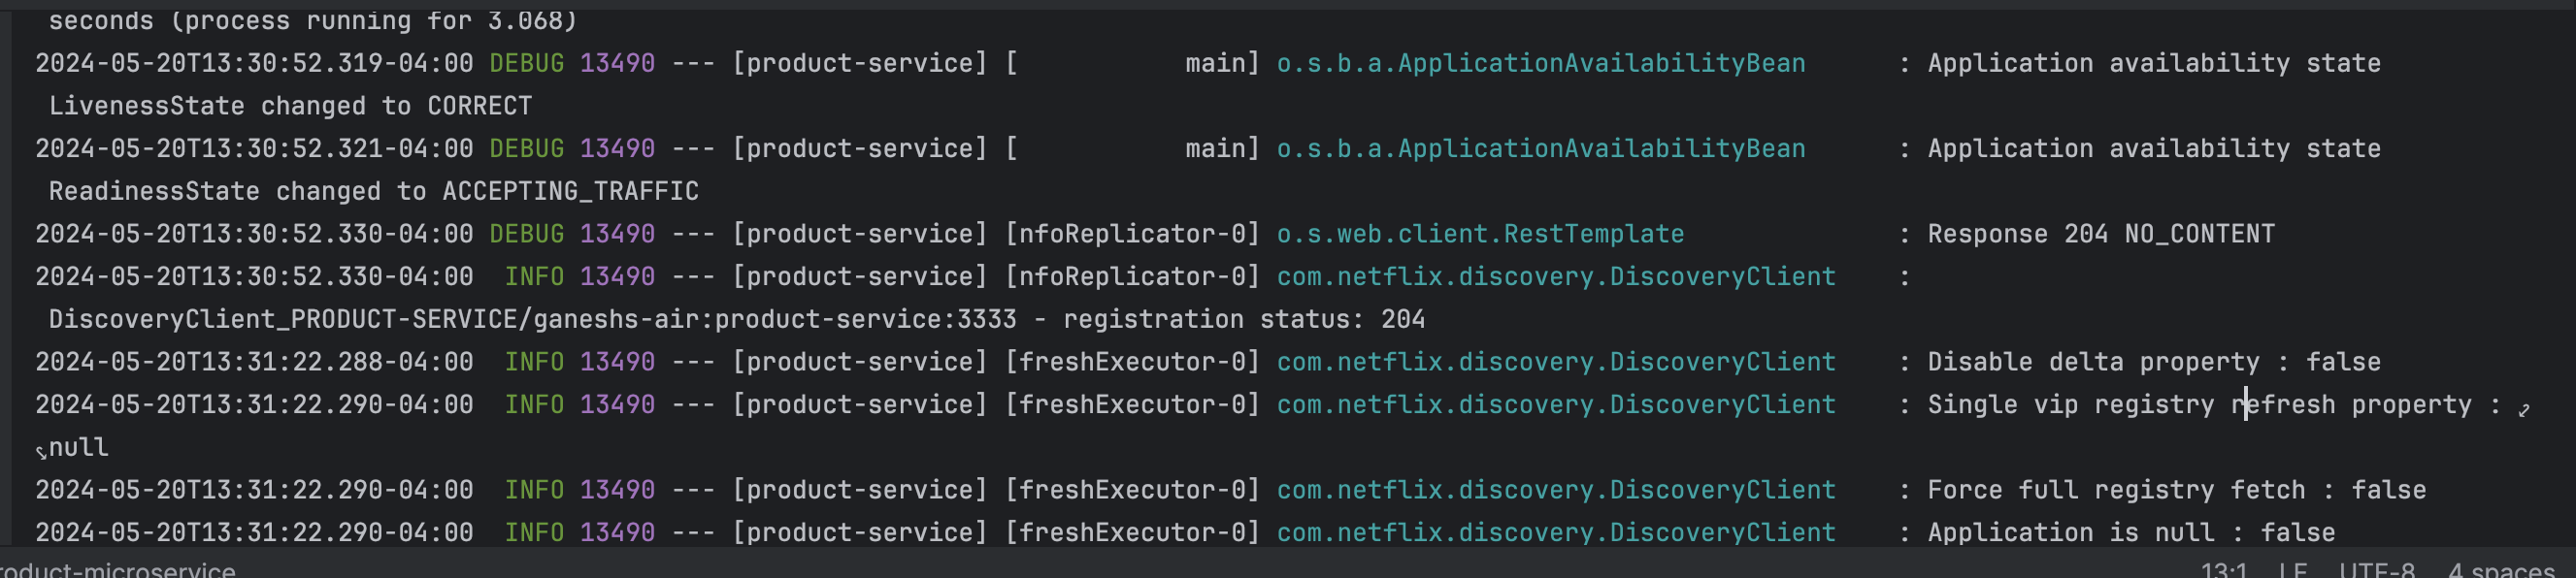 seconds (process running for 3.068)
2024-05-20T13:30:52.319-04:00 DEBUG 13490 --- [product-service] [           main] o.s.b.a.ApplicationAvailabilityBean      : Application availability state
LivenessState changed to CORRECT
2024-05-20T13:30:52.321-04:00 DEBUG 13490 --- [product-service] [           main] o.s.b.a.ApplicationAvailabilityBean      : Application availability state
ReadinessState changed to ACCEPTING_TRAFFIC
2024-05-20T13:30:52.330-04:00 DEBUG 13490 --- [product-service] [nfoReplicator-0] o.s.web.client.RestTemplate              : Response 204 NO_CONTENT
2024-05-20T13:30:52.330-04:00  INFO 13490 --- [product-service] [nfoReplicator-0] com.netflix.discovery.DiscoveryClient    :
DiscoveryClient_PRODUCT-SERVICE/ganeshs-air:product-service:3333 - registration status: 204
2024-05-20T13:31:22.288-04:00  INFO 13490 --- [product-service] [freshExecutor-0] com.netflix.discovery.DiscoveryClient    : Disable delta property : false
2024-05-20T13:31:22.290-04:00  INFO 13490 --- [product-service] [freshExecutor-0] com.netflix.discovery.DiscoveryClient    : Single vip registry refresh property :
null
2024-05-20T13:31:22.290-04:00  INFO 13490 --- [product-service] [freshExecutor-0] com.netflix.discovery.DiscoveryClient    : Force full registry fetch : false
2024-05-20T13:31:22.290-04:00  INFO 13490 --- [product-service] [freshExecutor-0] com.netflix.discovery.DiscoveryClient    : Application is null : false
roduct-microservice 13:1 LF UTF-8 4 spaces